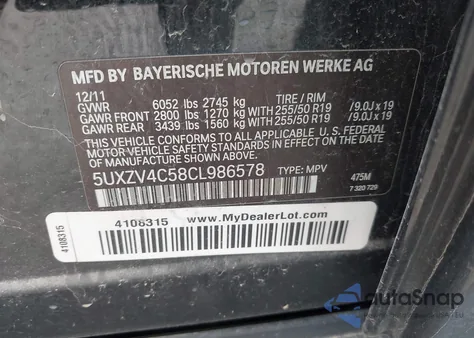 MFD BY BAYERISCHE MOTOREN WERKE AG
12/11 TIRE / RIM
GVWR 6052 lbs 2745 kg
GAWR FRONT 2800 lbs 1270 kg WITH 255/50 R19 /9.0J x 19
GAWR REAR 3439 lbs 1560 kg WITH 255/50 R19 /9.0J x 19
THIS VEHICLE CONFORMS TO ALL APPLICABLE U. S. FEDERAL
MOTOR VEHICLE SAFETY STANDARDS IN EFFECT ON THE DATE
OF MANUFACTURE SHOWN ABOVE.
5UXZV4C58CL986578 TYPE: MPV 475M
7 320 729
4108315 www.MyDealerLot.com
4108315
autoSnap